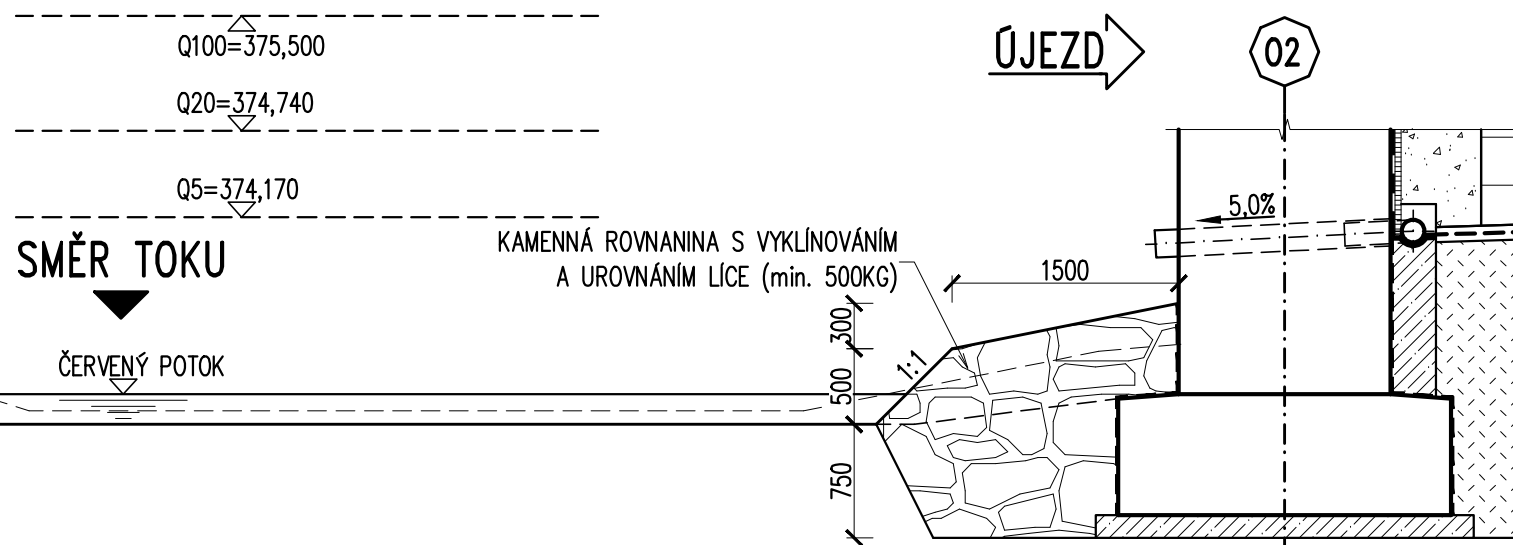 Q100=375,500
Q20=374,740
Q5=374,170
SMĚR TOKU
ČERVENÝ POTOK
KAMENNÁ ROVNANINA S VYKLÍNOVÁNÍM
A UROVNÁNÍM LÍCE (min. 500KG)
ÚJEZD
02
5,0%
1500
300
1:1
500
750